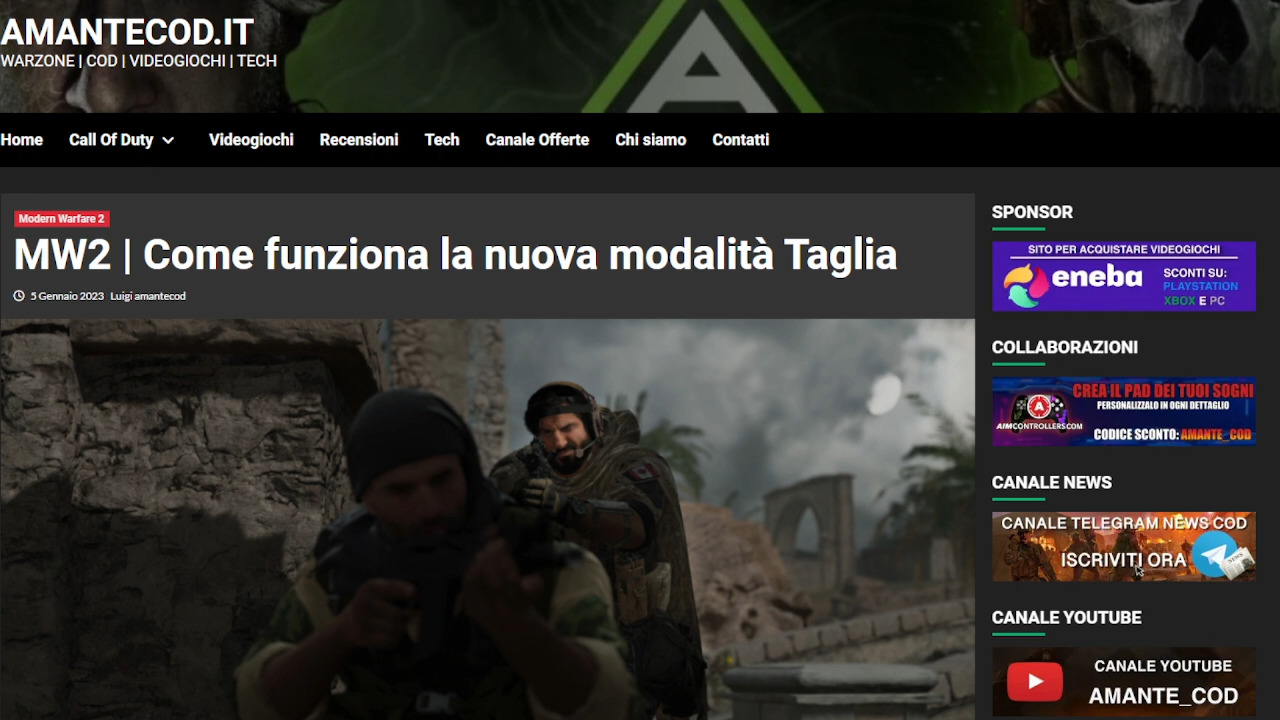 AMANTECOD.IT
WARZONE | COD | VIDEOGIOCHI | TECH
Home Call Of Duty Videogiochi Recensioni Tech Canale Offerte Chi siamo Contatti
Modern Warfare 2
MW2 | Come funziona la nuova modalità Taglia
5 Gennaio 2023 Luigi amantecod
SPONSOR
SITO PER ACQUISTARE VIDEOGIOCHI
eneba
SCONTI SU:
PLAYSTATION
XBOX E PC
COLLABORAZIONI
CREA IL PAD DEI TUOI SOGNI
PERSONALIZZALO IN OGNI DETTAGLIO
AIMCONTROLLERS.COM
CODICE SCONTO: AMANTE_COD
CANALE NEWS
CANALE TELEGRAM NEWS COD
ISCRIVITI ORA
CANALE YOUTUBE
CANALE YOUTUBE
AMANTE_COD